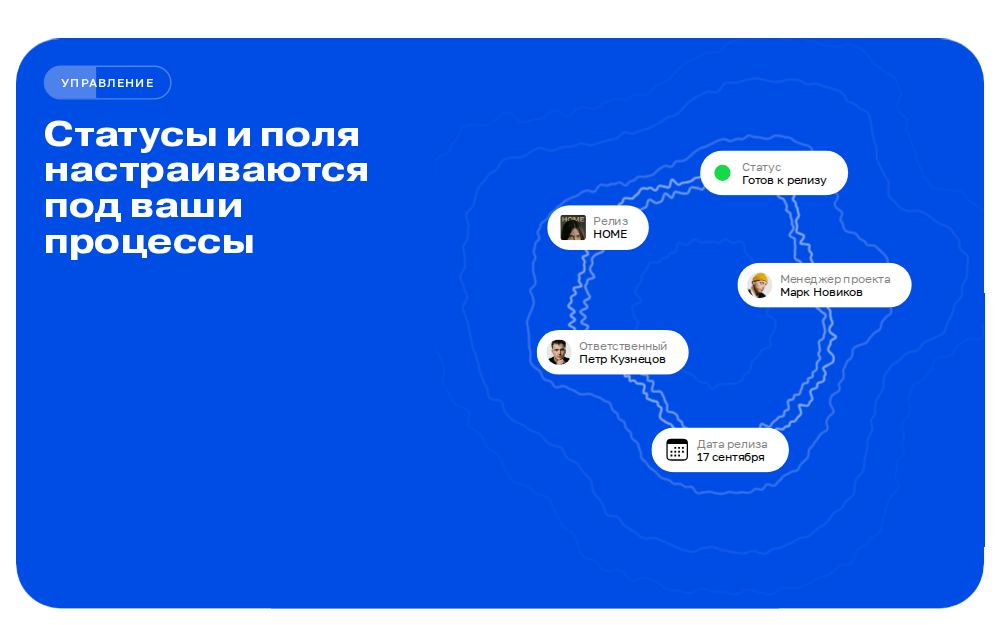 УПРАВЛЕНИЕ
Статусы и поля
настраиваются
под ваши
процессы
Статус
Готов к релизу
HOME
Релиз
HOME
Менеджер проекта
Марк Новиков
Ответственный
Петр Кузнецов
Дата релиза
17 сентября